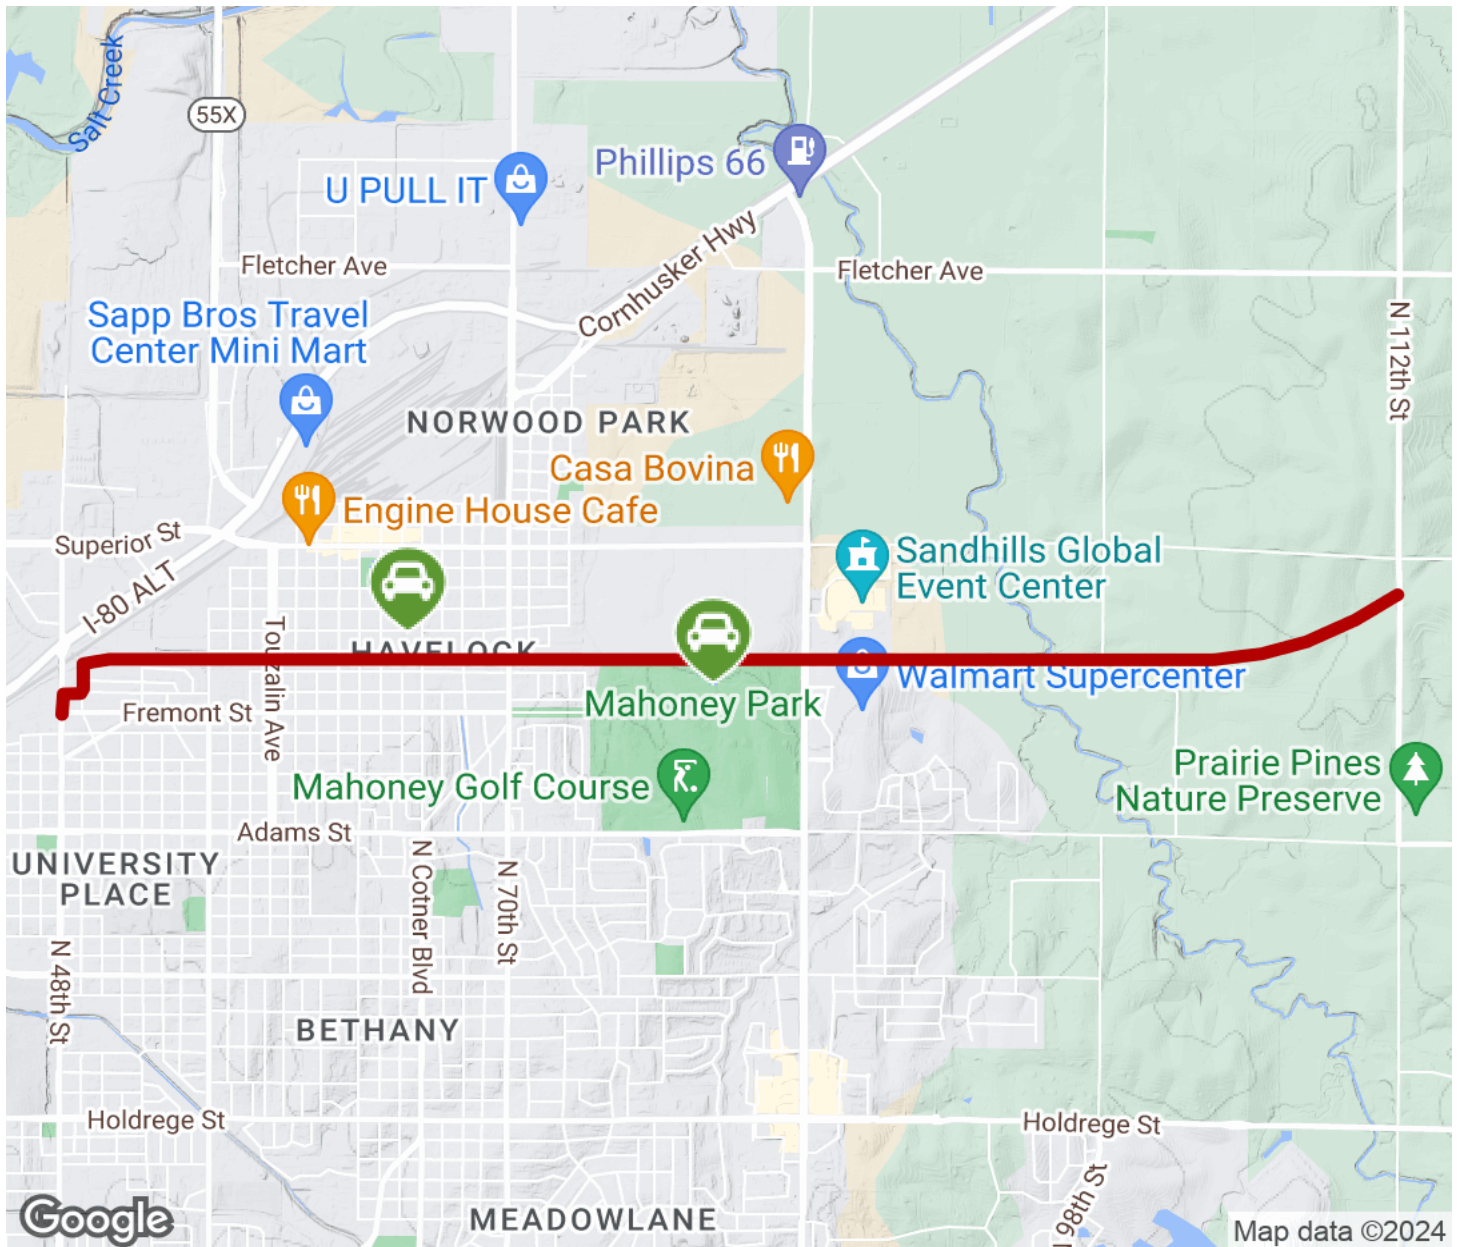 Salt Creek
55X
Phillips 66
U PULL IT
Cornhusker Hwy
Fletcher Ave
Fletcher Ave
Sapp Bros Travel
Center Mini Mart
N 112th St
NORWOOD PARK
Casa Bovina
Engine House Cafe
Superior St
Sandhills Global
Event Center
I-80 ALT
Touzalin Ave
HAVELOCK
Walmart Supercenter
Fremont St
Mahoney Park
Prairie Pines
Nature Preserve
Mahoney Golf Course
Adams St
UNIVERSITY
PLACE
N Cotner Blvd
N 70th St
N 48th St
BETHANY
Holdrege St
Holdrege St
N 98th St
MEADOWLANE
Google
Map data ©2024